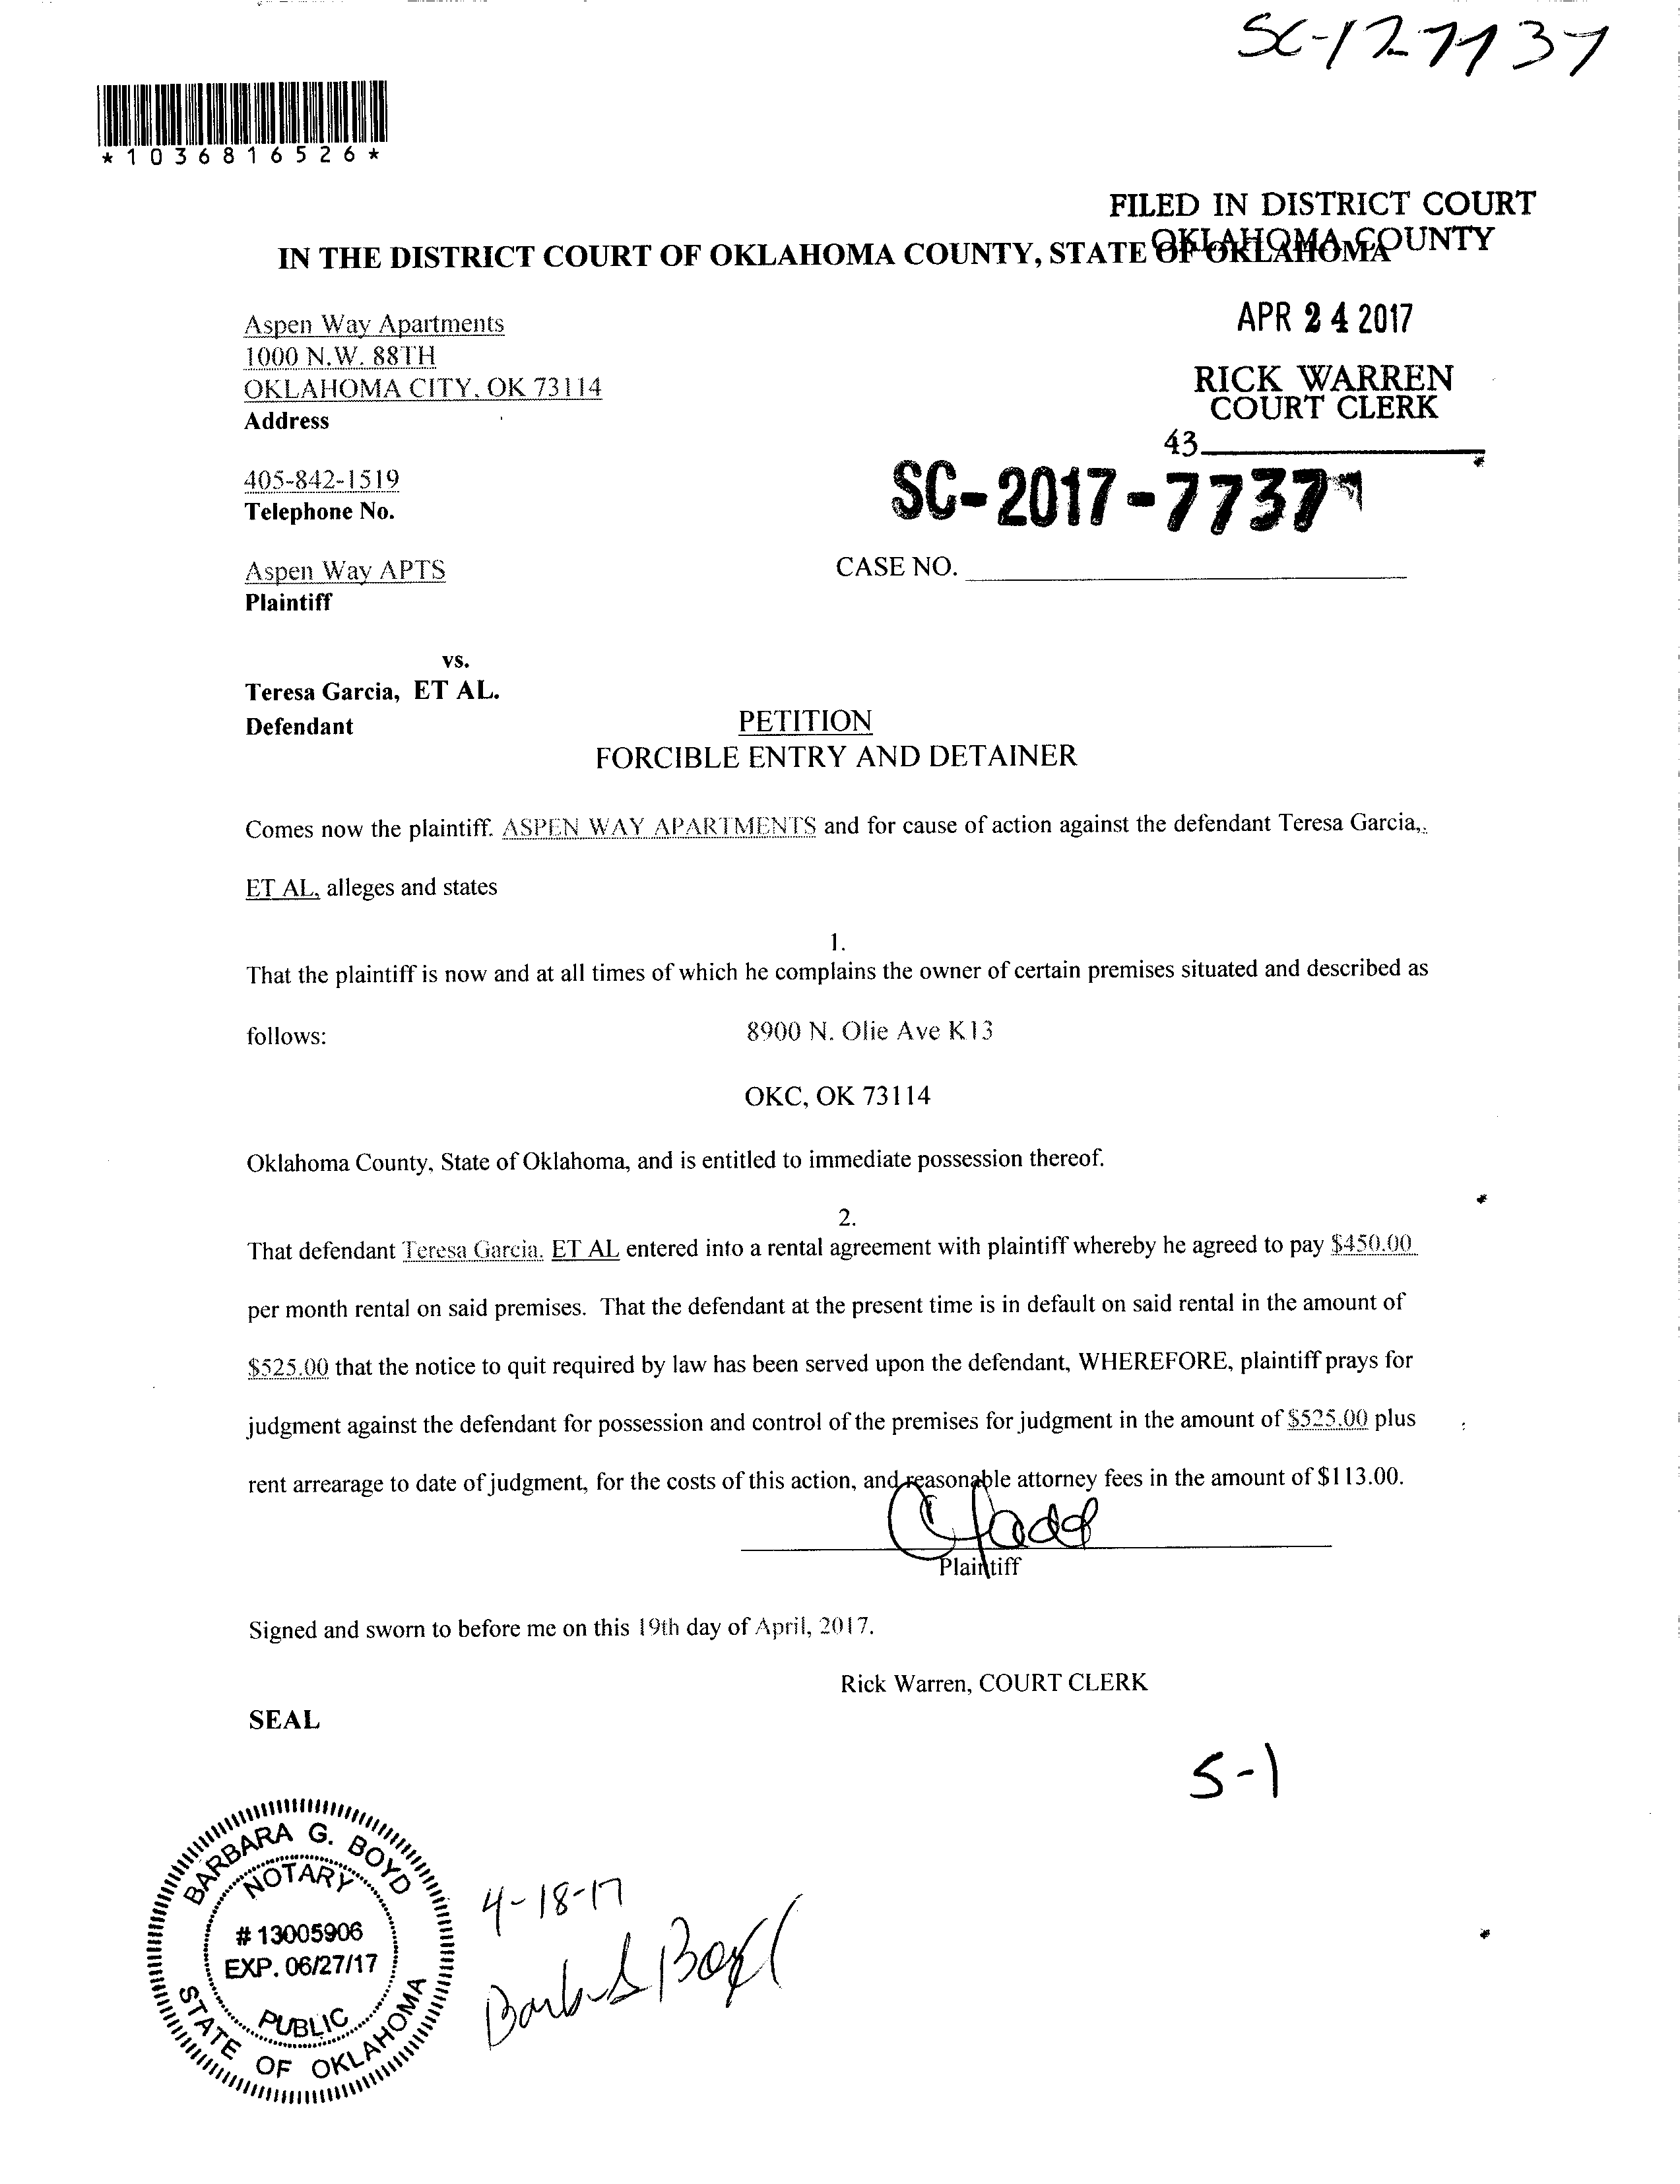 SC-17-7737
*1036816526*
FILED IN DISTRICT COURT
OKLAHOMA COUNTY
IN THE DISTRICT COURT OF OKLAHOMA COUNTY, STATE OF OKLAHOMA
Aspen Way Apartments
1000 N.W. 88TH
OKLAHOMA CITY, OK 73114
Address
APR 24 2017
RICK WARREN
COURT CLERK
43
405-842-1519
Telephone No.
SC-2017-7737
Aspen Way APTS
Plaintiff
CASE NO.
vs.
Teresa Garcia, ET AL.
Defendant
PETITION
FORCIBLE ENTRY AND DETAINER
Comes now the plaintiff. ASPEN WAY APARTMENTS and for cause of action against the defendant Teresa Garcia,.
ET AL, alleges and states
1.
That the plaintiff is now and at all times of which he complains the owner of certain premises situated and described as
follows: 8900 N. Olie Ave K13
OKC, OK 73114
Oklahoma County, State of Oklahoma, and is entitled to immediate possession thereof.
2.
That defendant Teresa Garcia. ET AL entered into a rental agreement with plaintiff whereby he agreed to pay $450.00
per month rental on said premises. That the defendant at the present time is in default on said rental in the amount of
$525.00 that the notice to quit required by law has been served upon the defendant, WHEREFORE, plaintiff prays for
judgment against the defendant for possession and control of the premises for judgment in the amount of $525.00 plus
rent arrearage to date of judgment, for the costs of this action, and reasonable attorney fees in the amount of $113.00.
Plaintiff
Signed and sworn to before me on this 19th day of April, 2017.
Rick Warren, COURT CLERK
SEAL
5-1
BARBARA G. BOYD
NOTARY
# 13005906
EXP. 06/27/17
PUBLIC
STATE OF OKLAHOMA
4-18-17
Barbara G Boyd